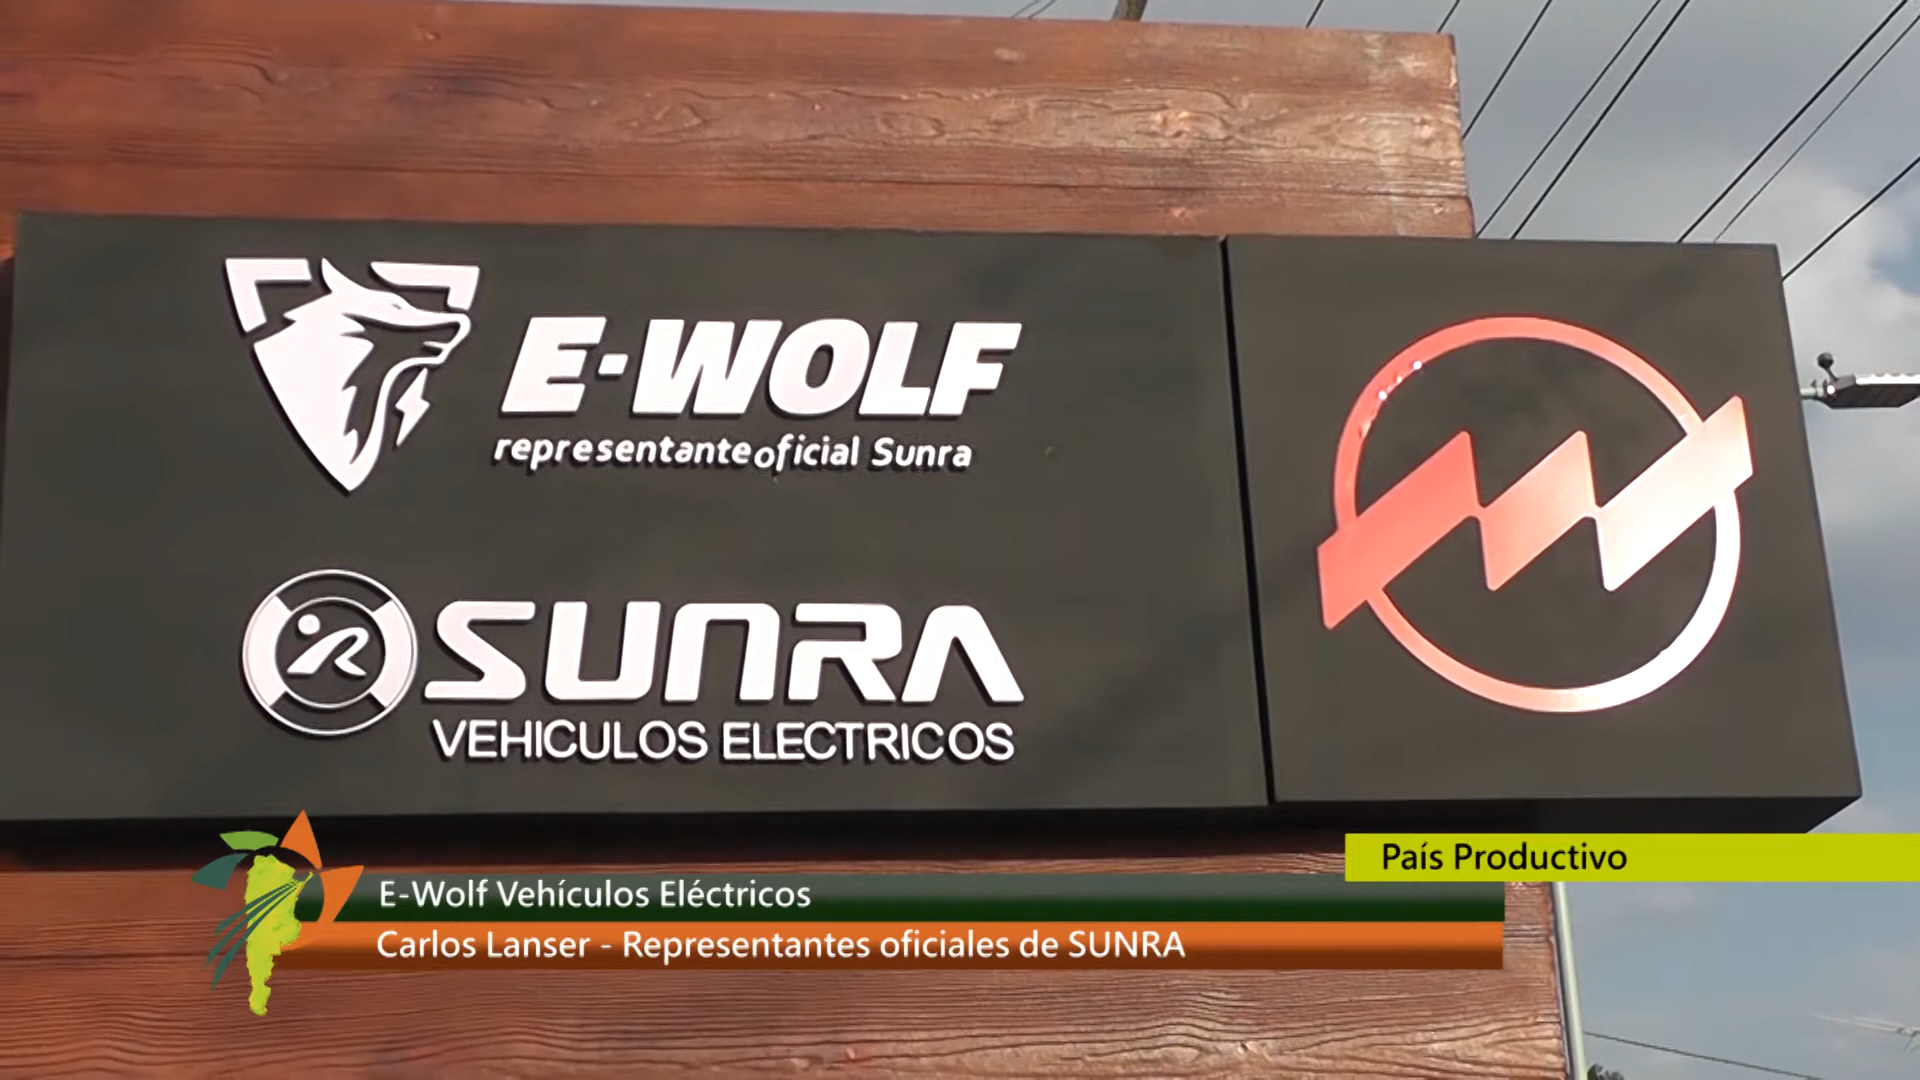 E-WOLF
representante oficial Sunra
SUNRA
VEHICULOS ELECTRICOS
País Productivo
E-Wolf Vehículos Eléctricos
Carlos Lanser - Representantes oficiales de SUNRA